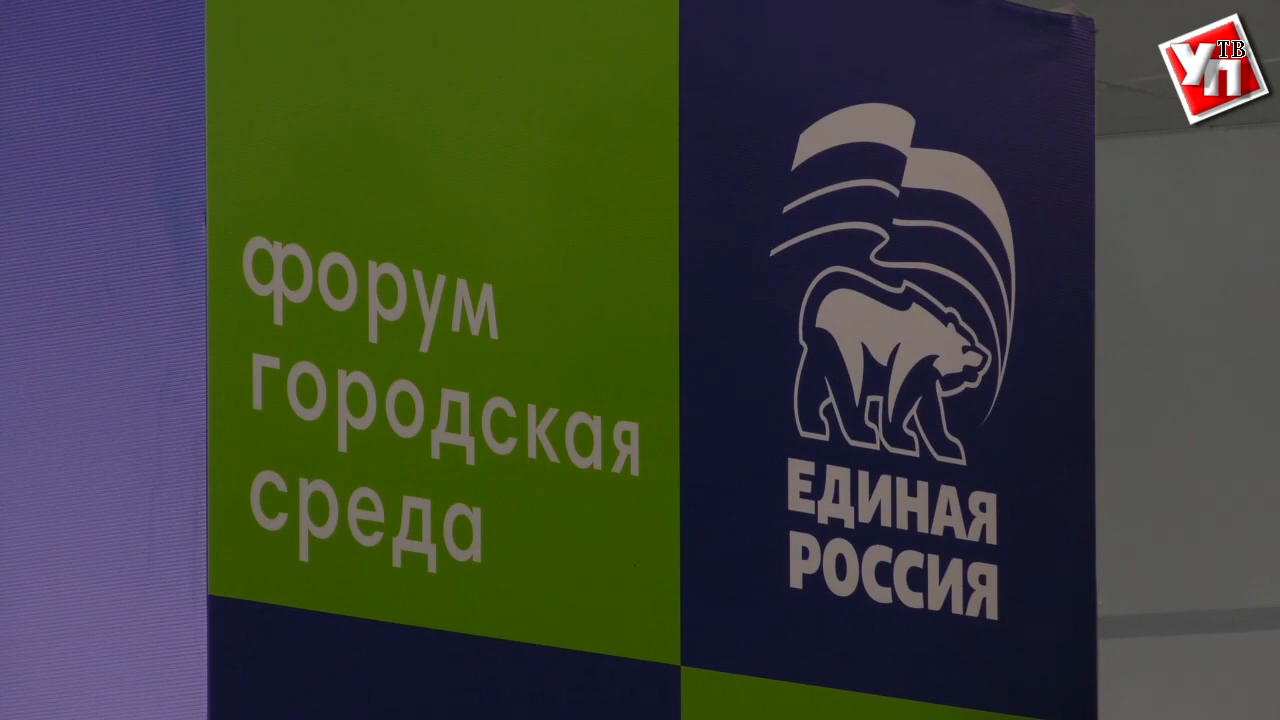 форум
городская
среда
ЕДИНАЯ
РОССИЯ
УП
ТВ